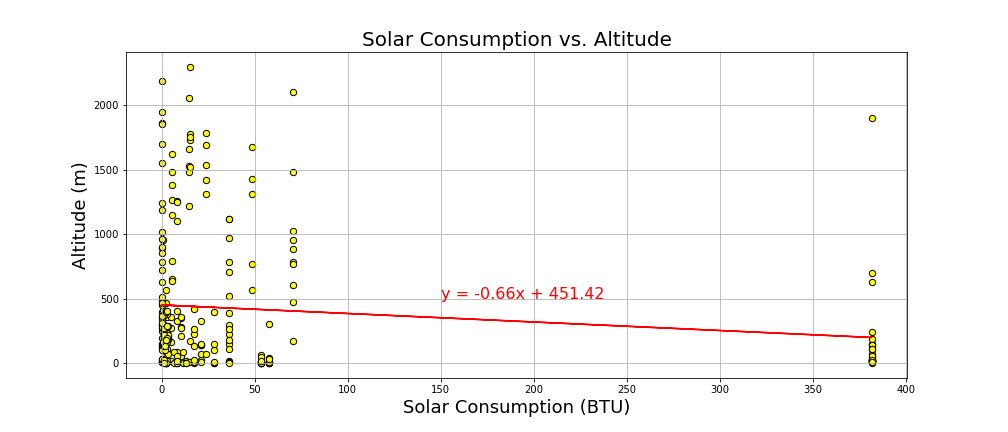 Solar Consumption vs. Altitude
Altitude (m)
2000
1500
1000
500
0
y = -0.66x + 451.42
0 50 100 150 200 250 300 350 400
Solar Consumption (BTU)